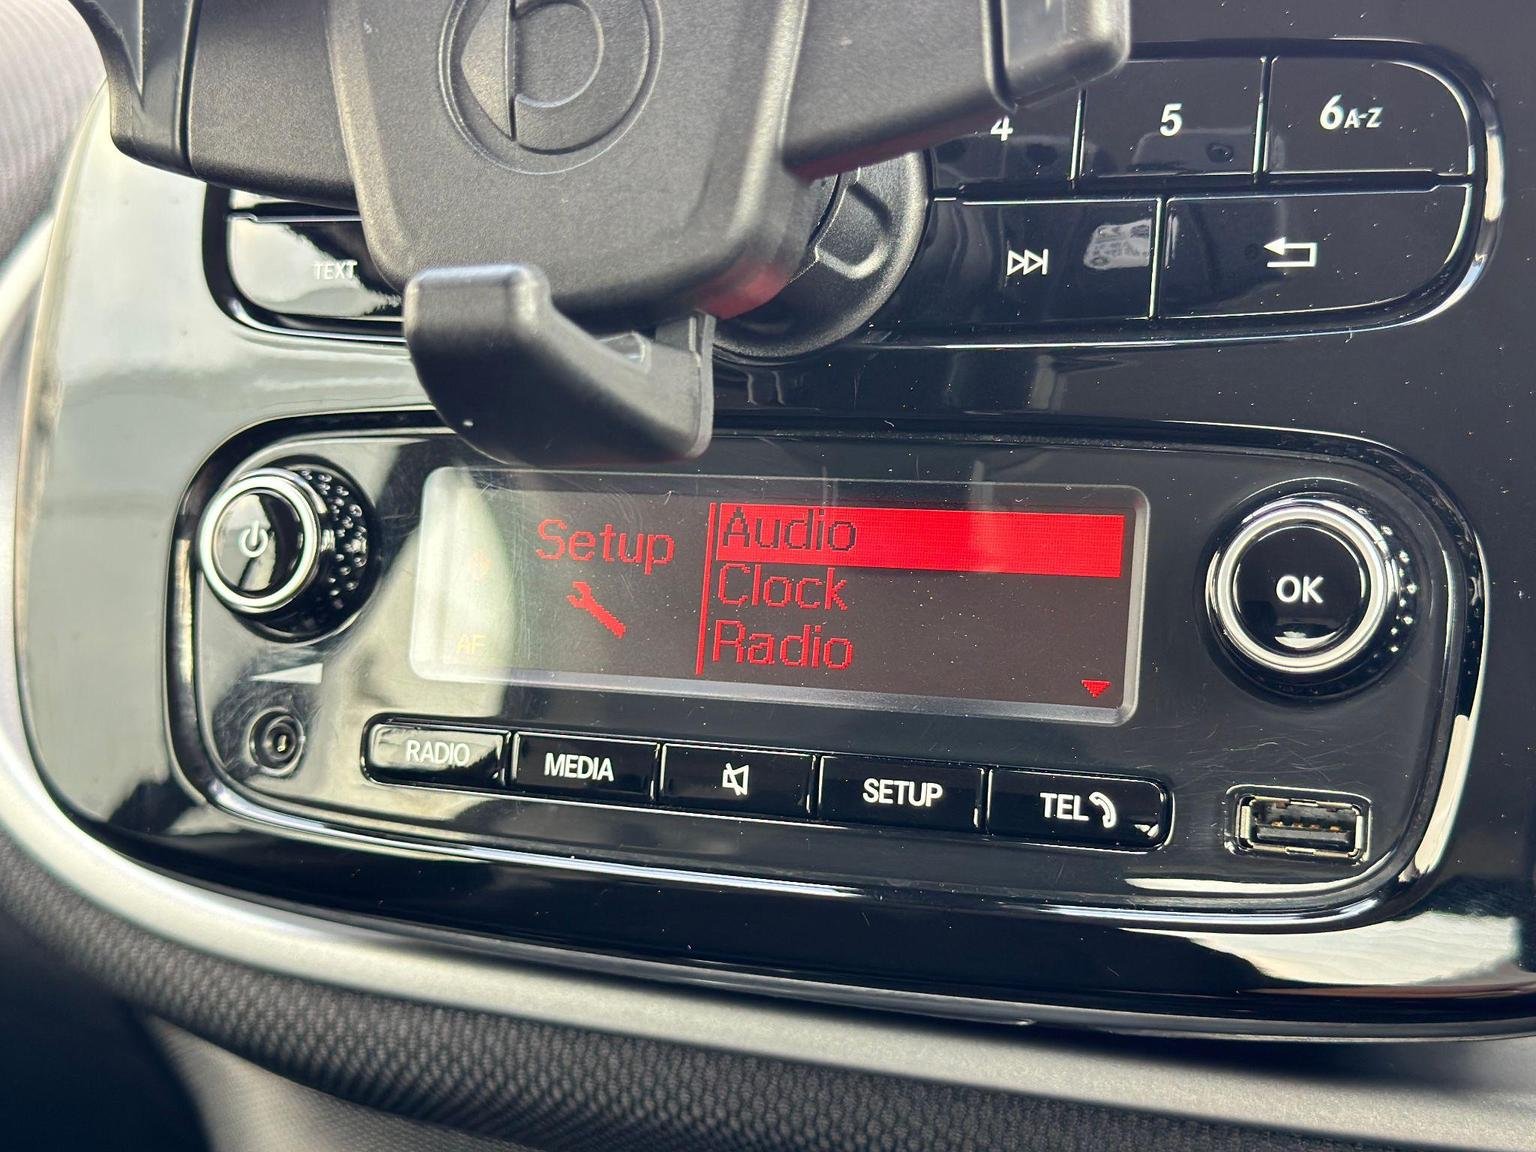 4
5
6A-Z
TEXT
Setup
Audio
Clock
Radio
AF
OK
RADIO
MEDIA
SETUP
TEL